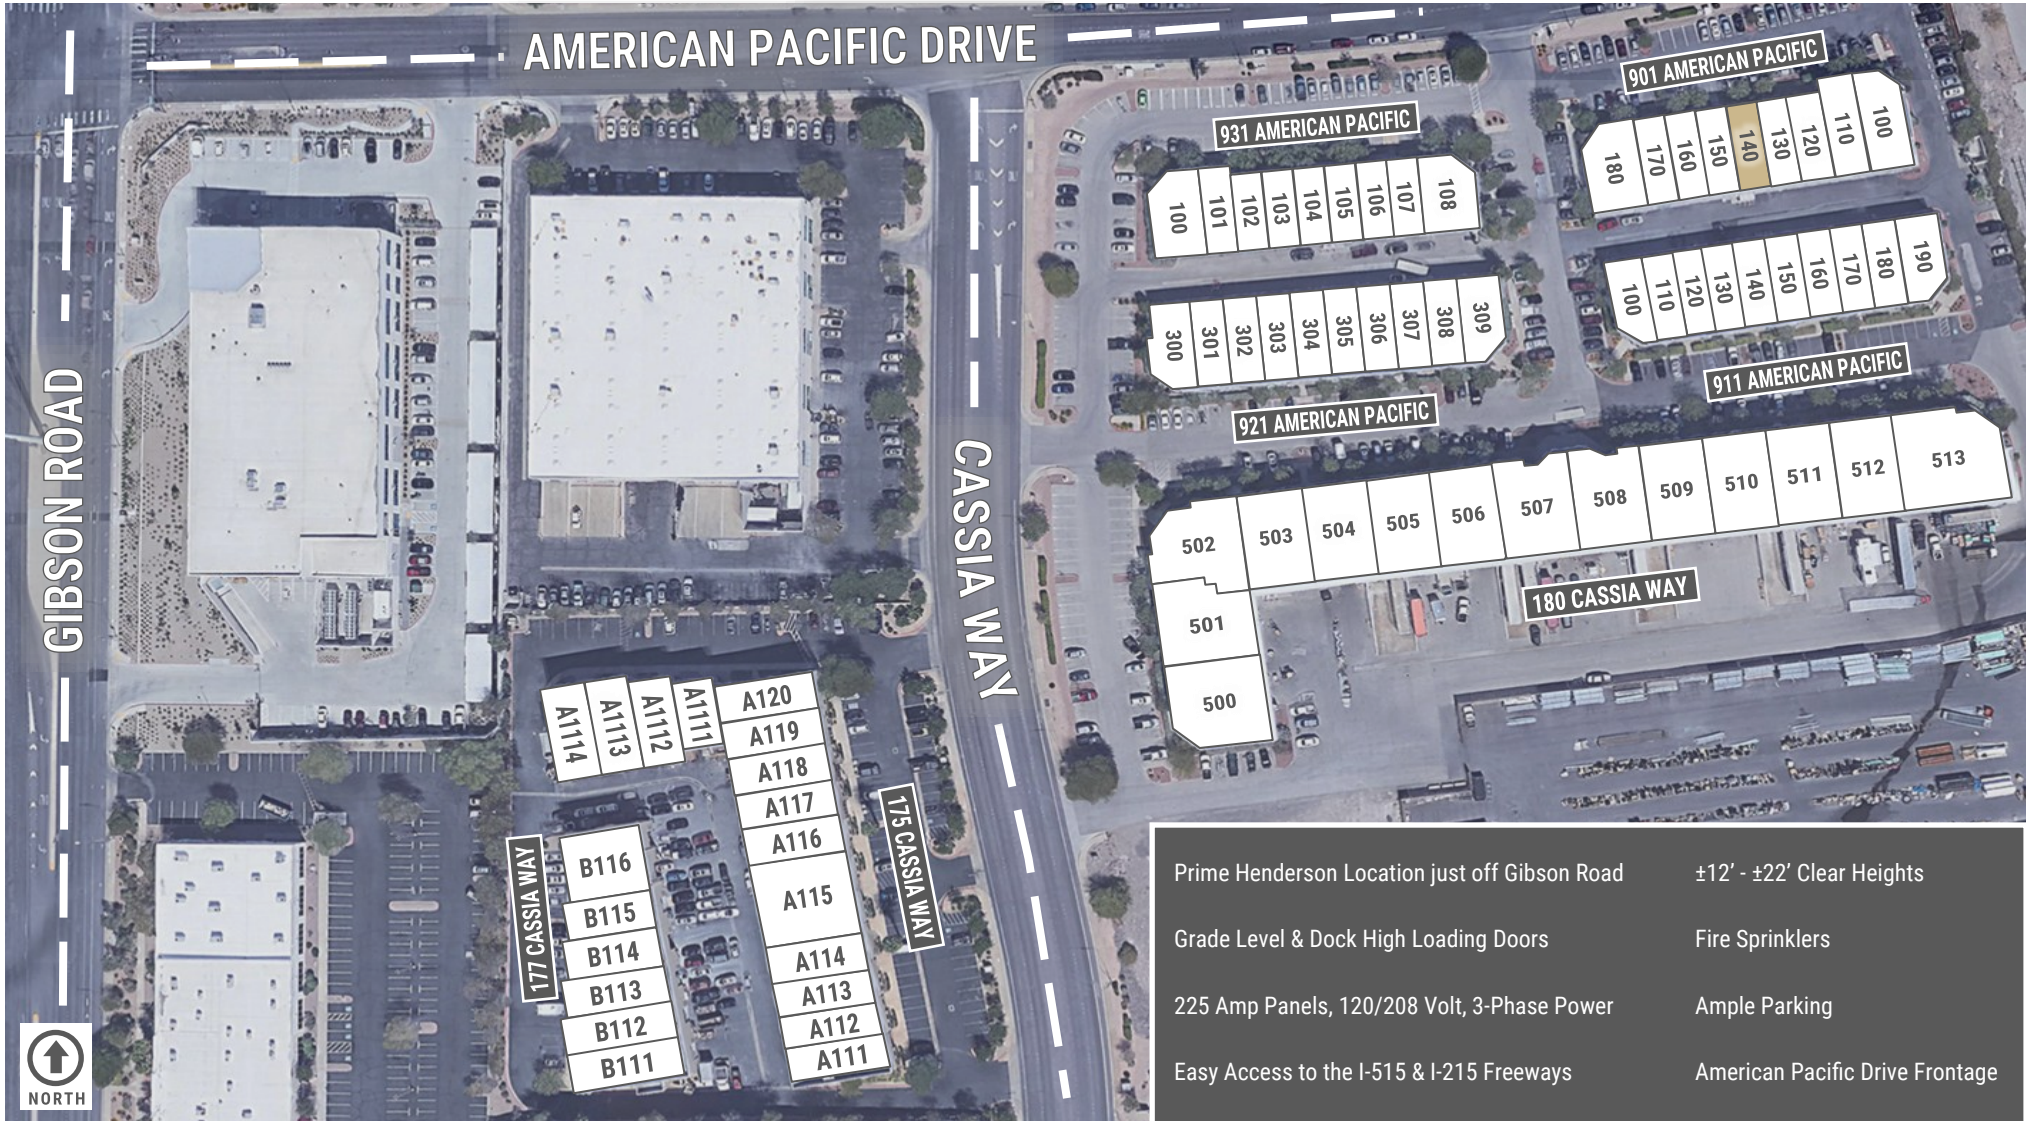 AMERICAN PACIFIC DRIVE
GIBSON ROAD
CASSIA WAY
901 AMERICAN PACIFIC
180
170
160
150
140
130
120
110
100
931 AMERICAN PACIFIC
100
101
102
103
104
105
106
107
108
100
110
120
130
140
150
160
170
180
190
911 AMERICAN PACIFIC
300
301
302
303
304
305
306
307
308
309
921 AMERICAN PACIFIC
502
503
504
505
506
507
508
509
510
511
512
513
501
500
180 CASSIA WAY
A1114
A1113
A1112
A1111
A120
A119
A118
A117
A116
A115
A114
A113
A112
A111
175 CASSIA WAY
177 CASSIA WAY
B116
B115
B114
B113
B112
B111
NORTH
Prime Henderson Location just off Gibson Road
Grade Level & Dock High Loading Doors
225 Amp Panels, 120/208 Volt, 3-Phase Power
Easy Access to the I-515 & I-215 Freeways
±12’ - ±22’ Clear Heights
Fire Sprinklers
Ample Parking
American Pacific Drive Frontage